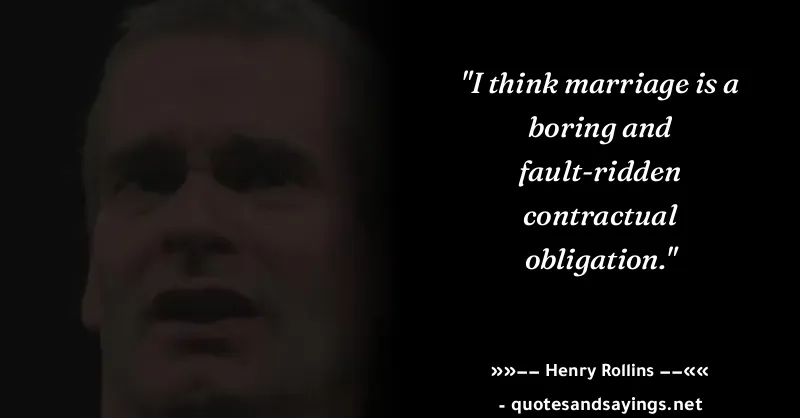 "I think marriage is a
boring and
fault-ridden
contractual
obligation."
»»–– Henry Rollins ––««
- quotesandsayings.net